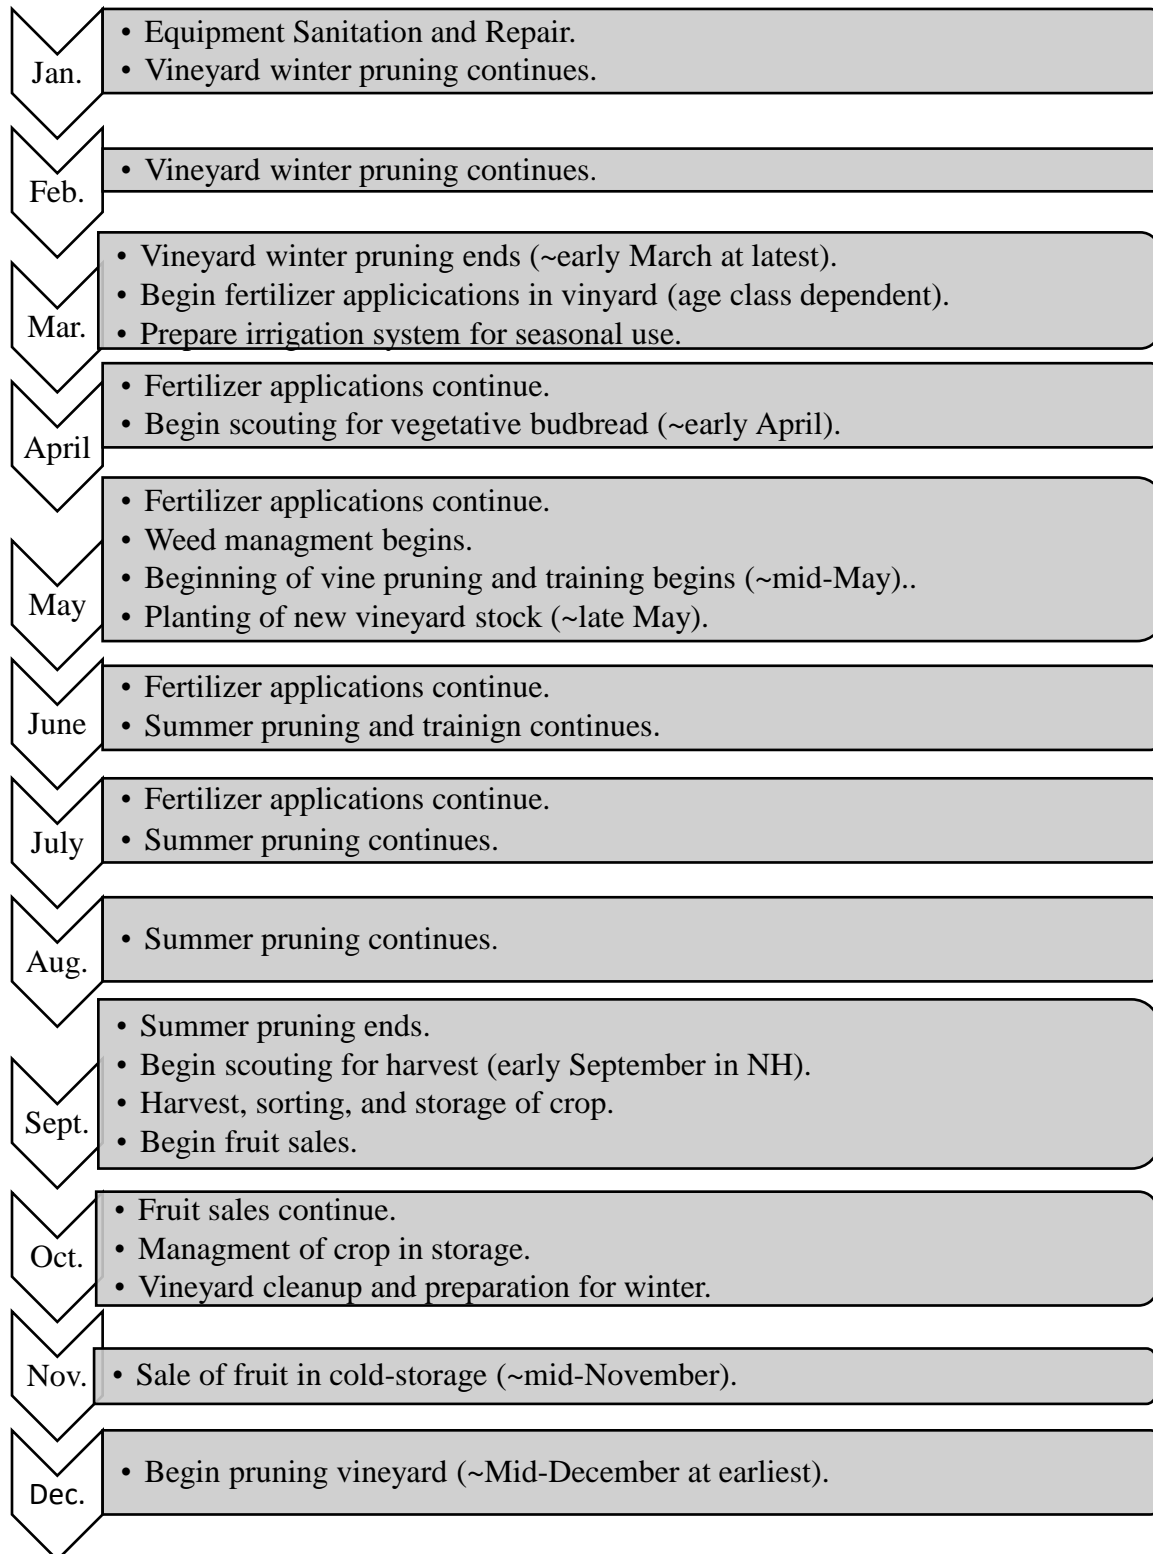 Jan.
• Equipment Sanitation and Repair.
• Vineyard winter pruning continues.
Feb.
• Vineyard winter pruning continues.
Mar.
• Vineyard winter pruning ends (~early March at latest).
• Begin fertilizer applicications in vinyard (age class dependent).
• Prepare irrigation system for seasonal use.
April
• Fertilizer applications continue.
• Begin scouting for vegetative budbread (~early April).
May
• Fertilizer applications continue.
• Weed managment begins.
• Beginning of vine pruning and training begins (~mid-May)..
• Planting of new vineyard stock (~late May).
June
• Fertilizer applications continue.
• Summer pruning and trainign continues.
July
• Fertilizer applications continue.
• Summer pruning continues.
Aug.
• Summer pruning continues.
Sept.
• Summer pruning ends.
• Begin scouting for harvest (early September in NH).
• Harvest, sorting, and storage of crop.
• Begin fruit sales.
Oct.
• Fruit sales continue.
• Managment of crop in storage.
• Vineyard cleanup and preparation for winter.
Nov.
• Sale of fruit in cold-storage (~mid-November).
Dec.
• Begin pruning vineyard (~Mid-December at earliest).